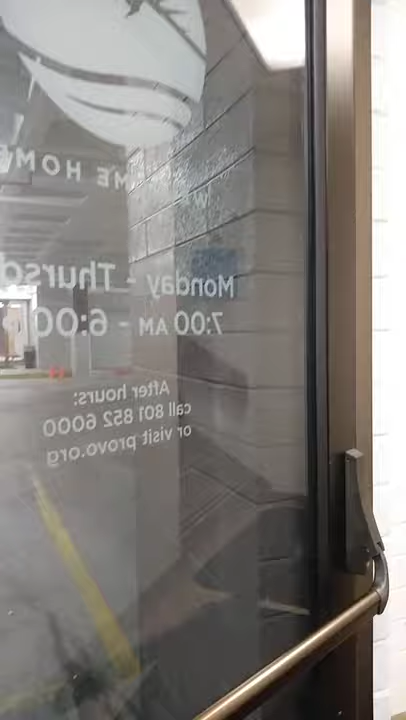 ME HOM
Monday - Thursd
7:00 AM - 6:00 P
After hours:
call 801 852 6000
or visit provo.org